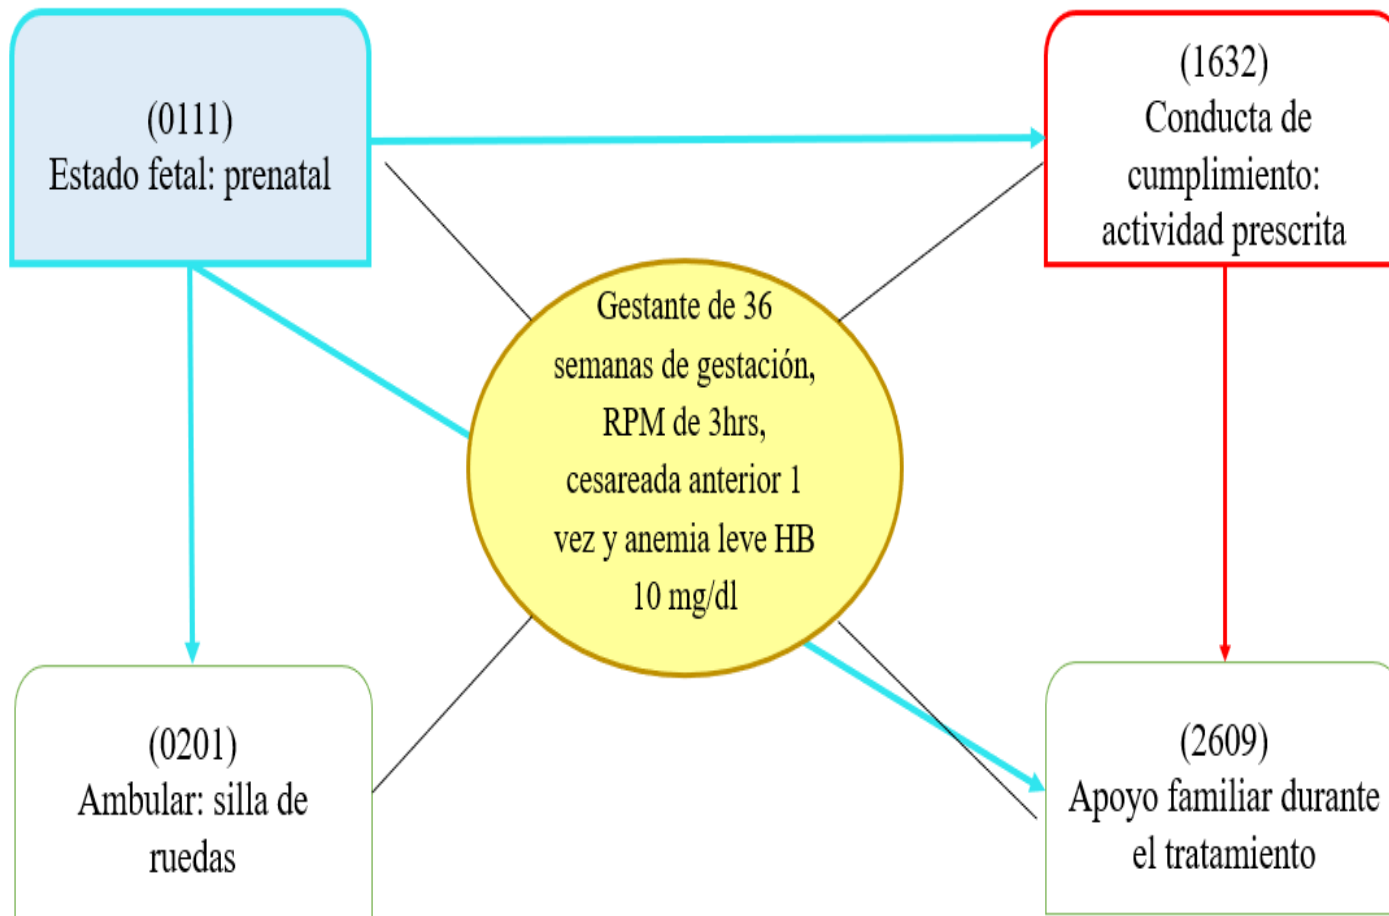 (0111)
Estado fetal: prenatal
(1632)
Conducta de
cumplimiento:
actividad prescrita
Gestante de 36
semanas de gestación,
RPM de 3hrs,
cesareada anterior 1
vez y anemia leve HB
10 mg/dl
(0201)
Ambular: silla de
ruedas
(2609)
Apoyo familiar durante
el tratamiento